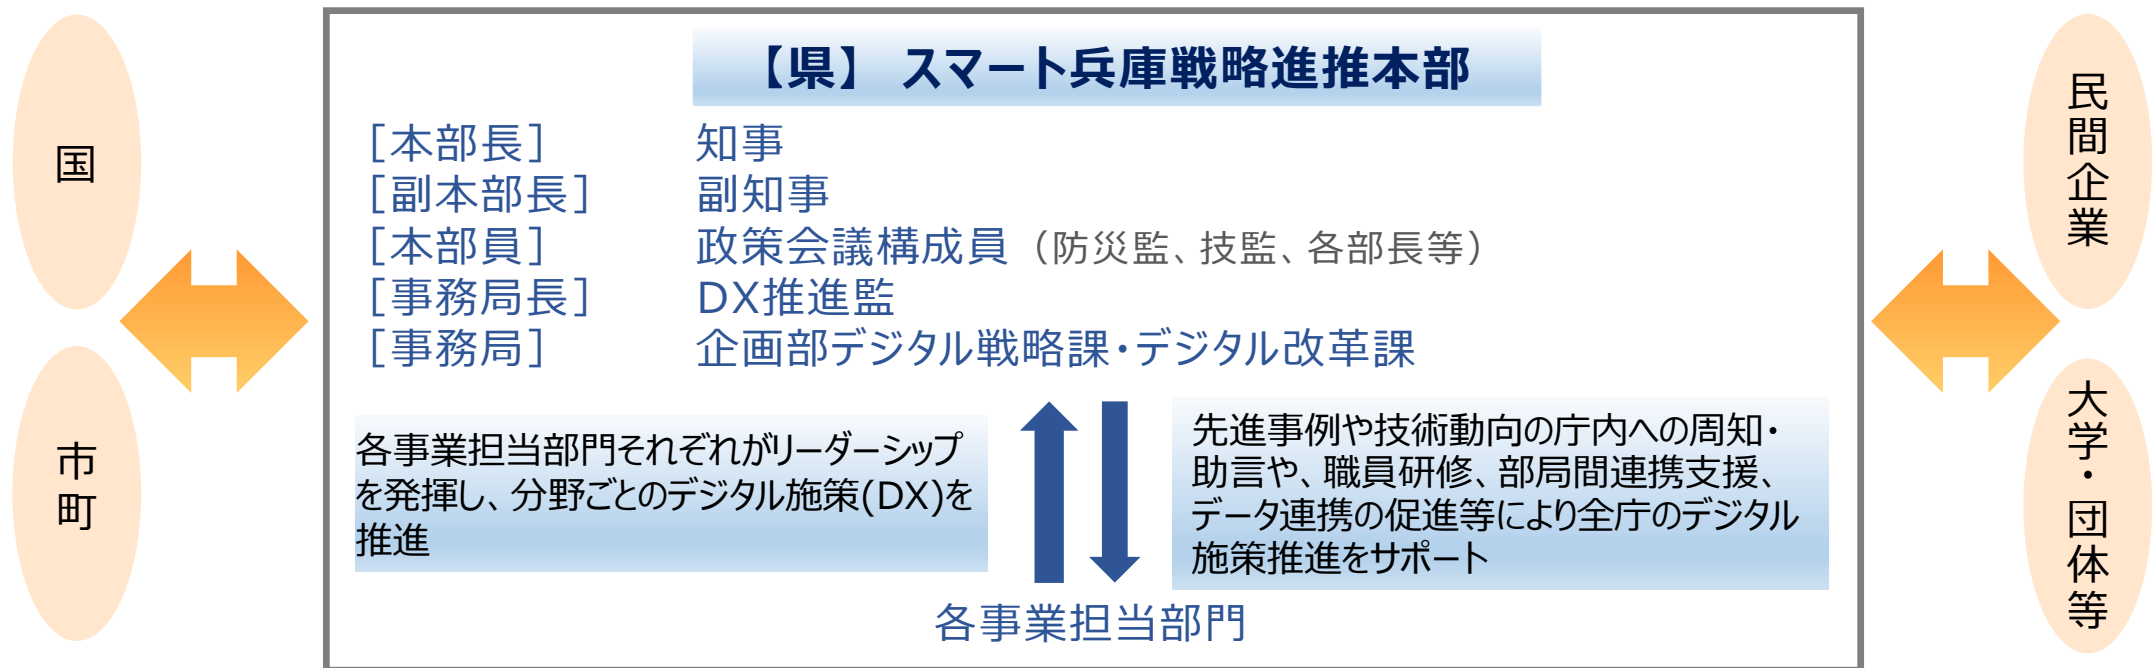 【県】 スマート兵庫戦略進推本部
［本部長］ 知事
［副本部長］ 副知事
［本部員］ 政策会議構成員（防災監、技監、各部長等）
［事務局長］ DX推進監
［事務局］ 企画部デジタル戦略課・デジタル改革課
各事業担当部門それぞれがリーダーシップ
を発揮し、分野ごとのデジタル施策(DX)を
推進
先進事例や技術動向の庁内への周知・
助言や、職員研修、部局間連携支援、
データ連携の促進等により全庁のデジタル
施策推進をサポート
各事業担当部門
国
市町
民間企業
大学・団体等